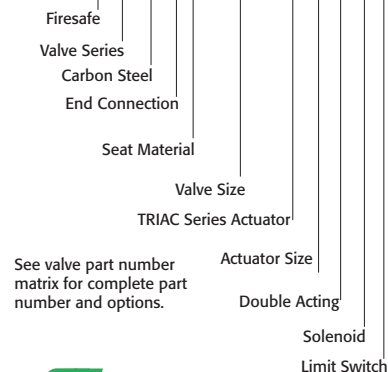 Firesafe
Valve Series
Carbon Steel
End Connection
Seat Material
Valve Size
TRIAC Series Actuator
Actuator Size
See valve part number
matrix for complete part
number and options.
Double Acting
Solenoid
Limit Switch